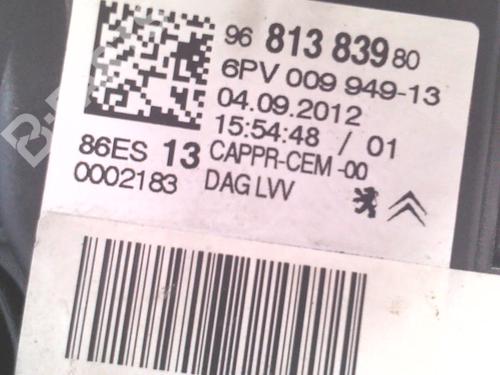 96 813 839 80
6PV 009 949-13
04.09.2012
15:54:48 / 01
86ES 13 CAPPR-CEM -00
0002183 DAG LVV